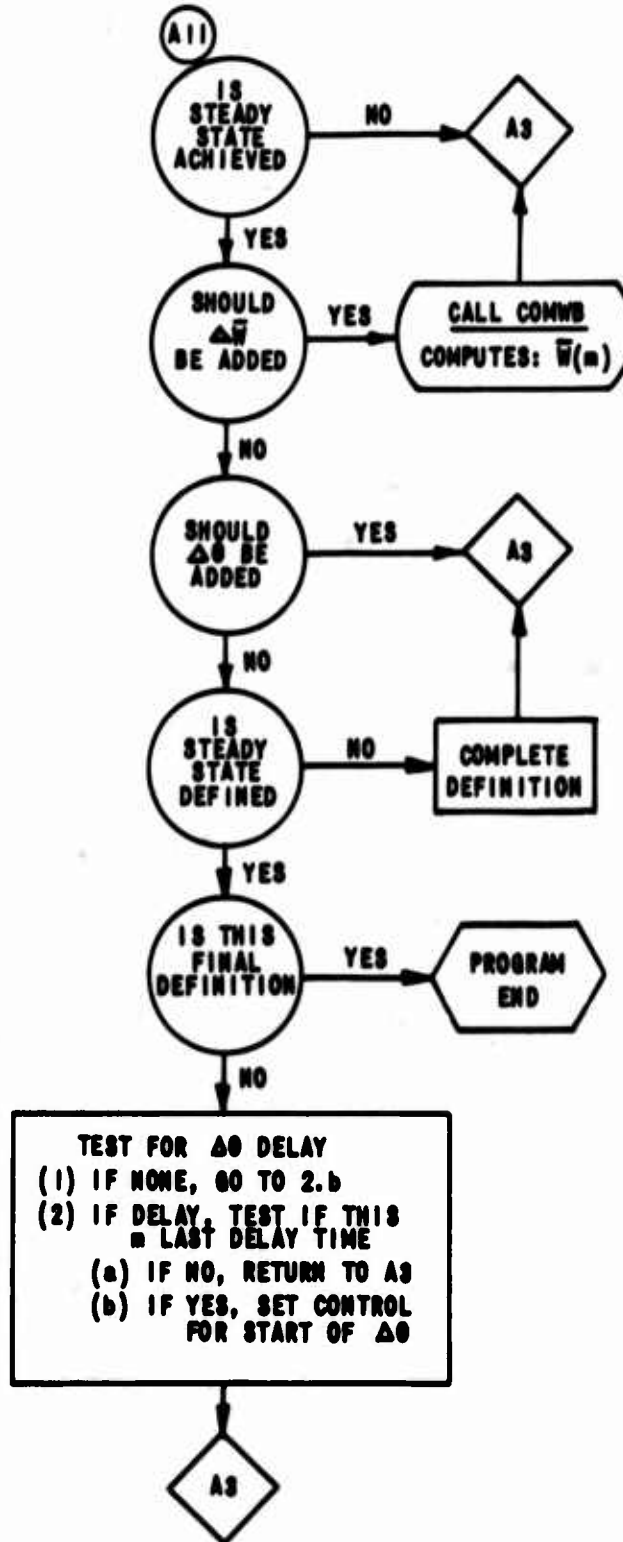 A11
IS
STEADY
STATE
ACHIEVED
NO
A3
YES
SHOULD
ΔW̅
BE ADDED
YES
CALL COMWB
COMPUTES: W̅(m)
NO
SHOULD
Δθ BE
ADDED
YES
A3
NO
IS
STEADY
STATE
DEFINED
NO
COMPLETE
DEFINITION
YES
IS THIS
FINAL
DEFINITION
YES
PROGRAM
END
NO
TEST FOR Δθ DELAY
(1) IF NONE, GO TO 2.b
(2) IF DELAY, TEST IF THIS
m LAST DELAY TIME
(a) IF NO, RETURN TO A3
(b) IF YES, SET CONTROL
FOR START OF Δθ
A3